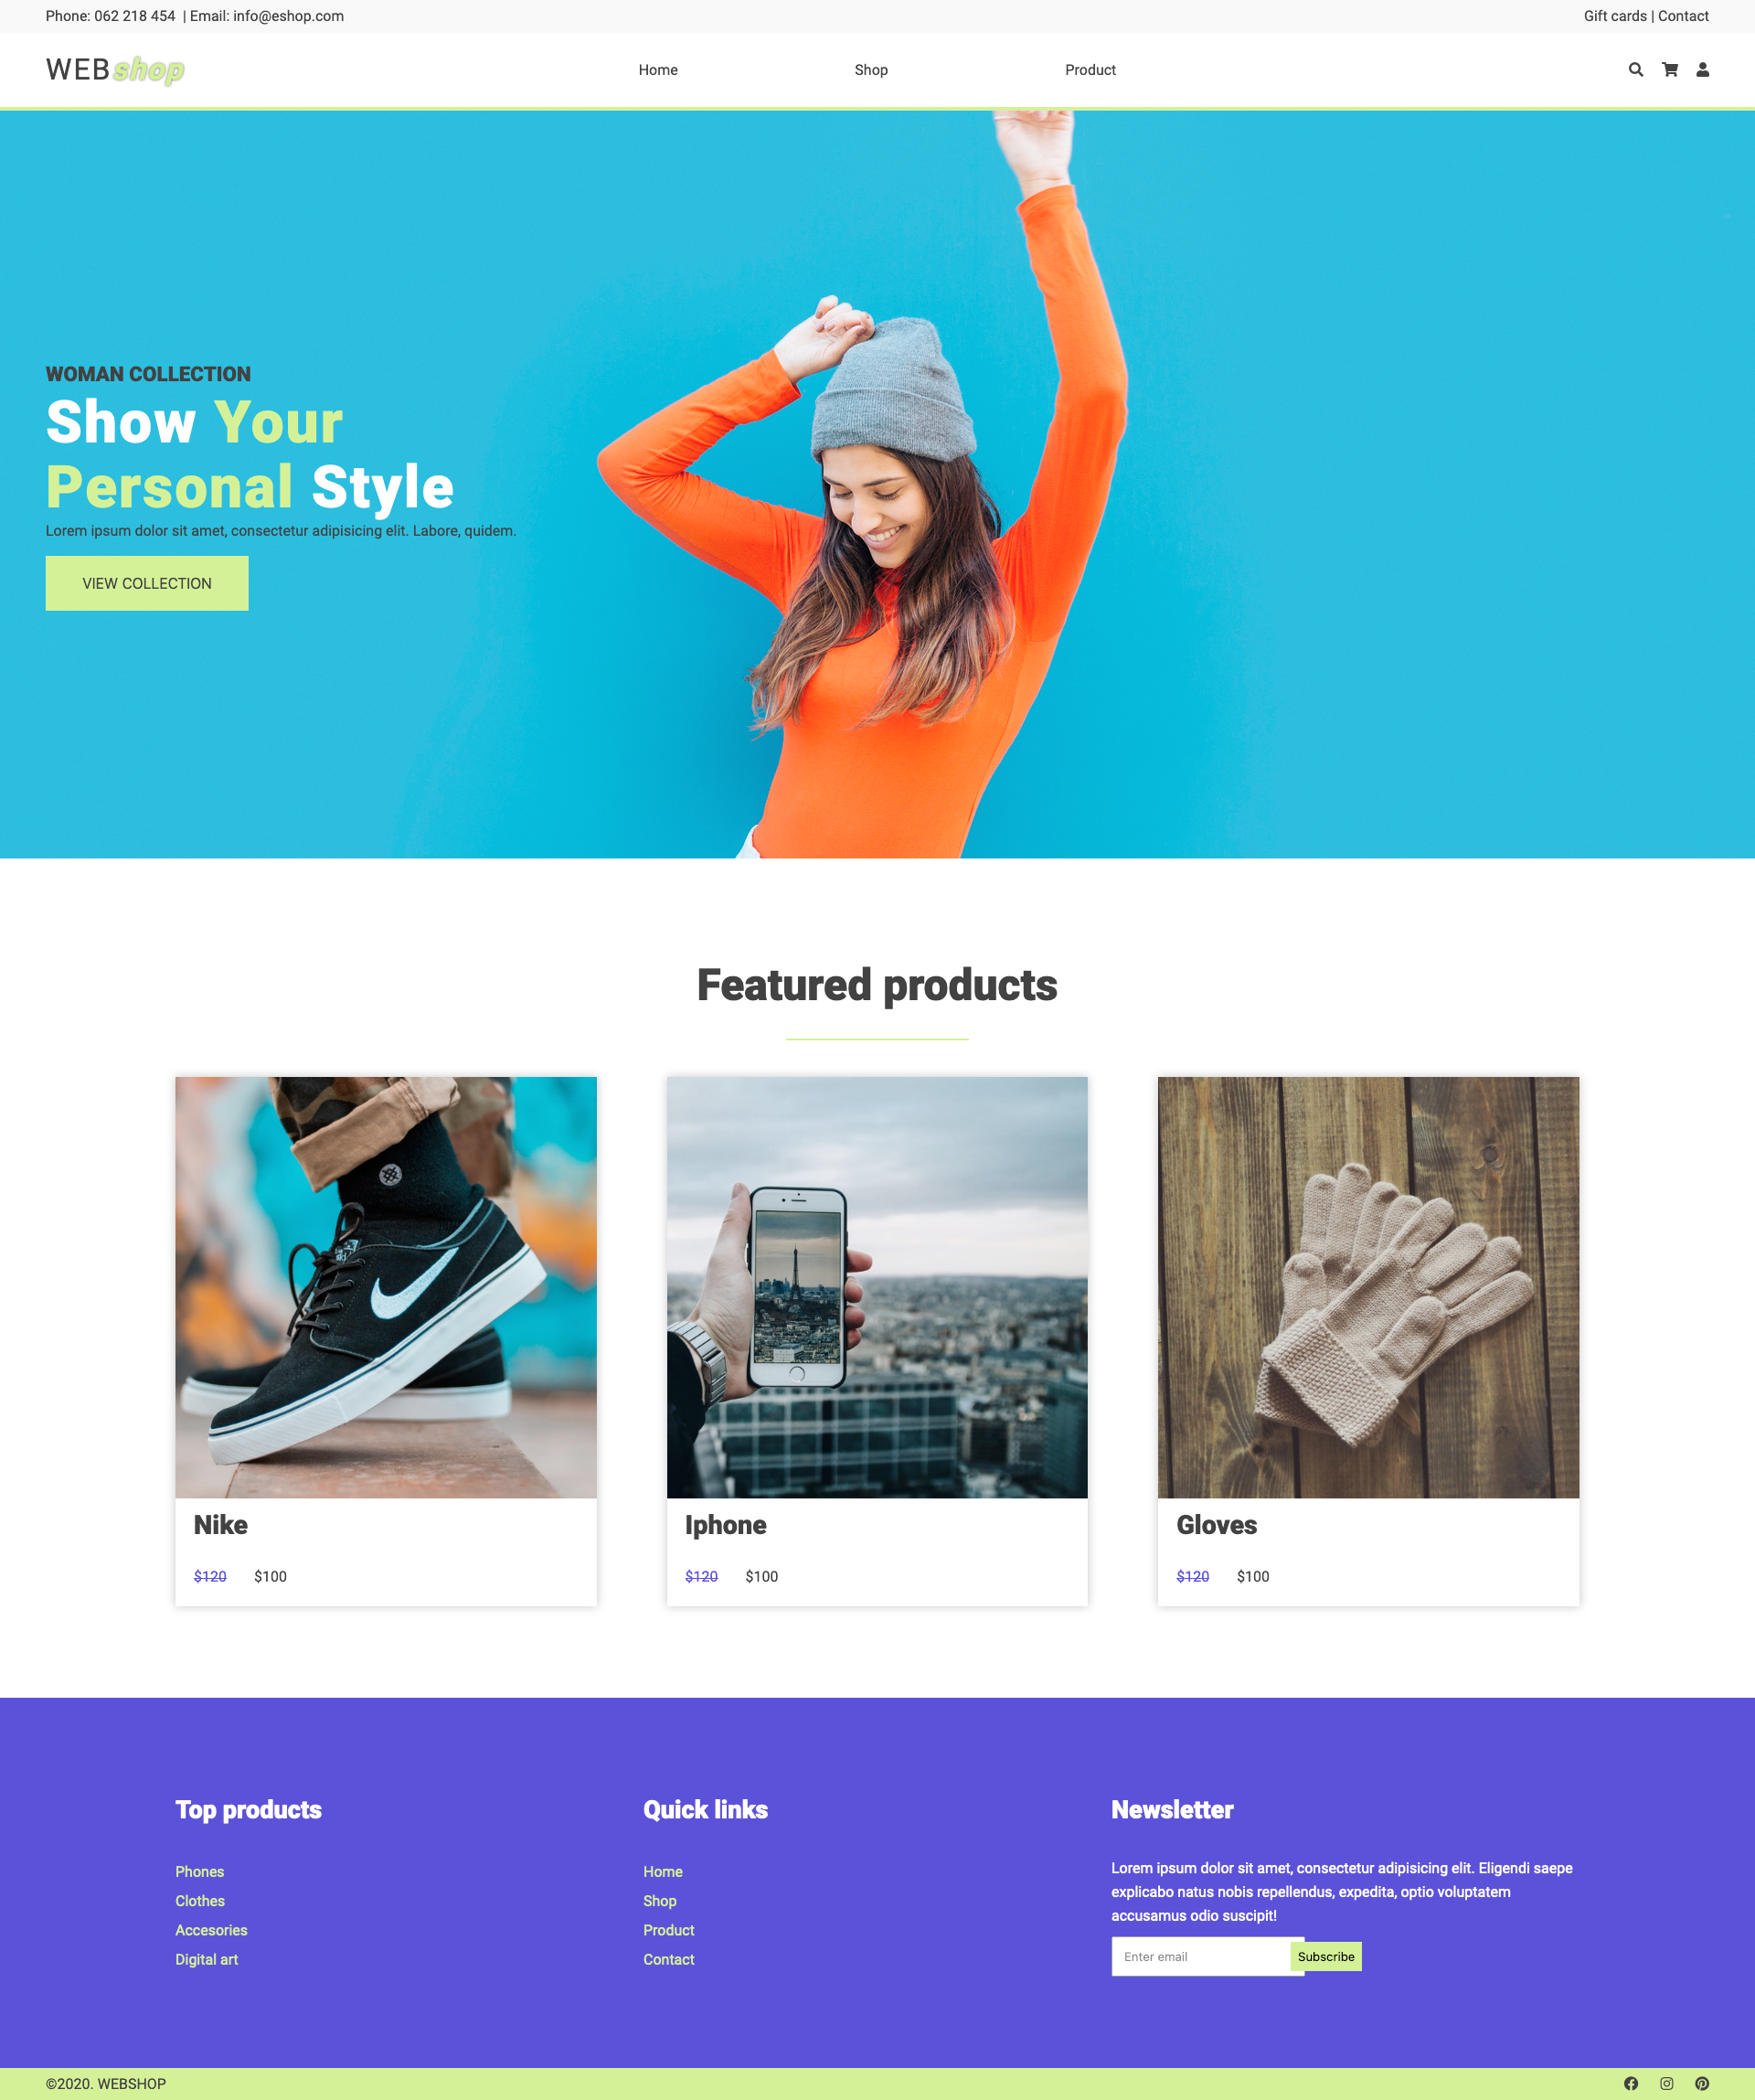 Phone: 062 218 454 | Email: info@eshop.com
Gift cards | Contact
WEBshop
Home
Shop
Product
WOMAN COLLECTION
Show Your
Personal Style
Lorem ipsum dolor sit amet, consectetur adipisicing elit. Labore, quidem.
VIEW COLLECTION
Featured products
Nike
$120 $100
Iphone
$120 $100
Gloves
$120 $100
Top products
Phones
Clothes
Accesories
Digital art
Quick links
Home
Shop
Product
Contact
Newsletter
Lorem ipsum dolor sit amet, consectetur adipisicing elit. Eligendi saepe
explicabo natus nobis repellendus, expedita, optio voluptatem
accusamus odio suscipit!
Enter email
Subscribe
©2020. WEBSHOP